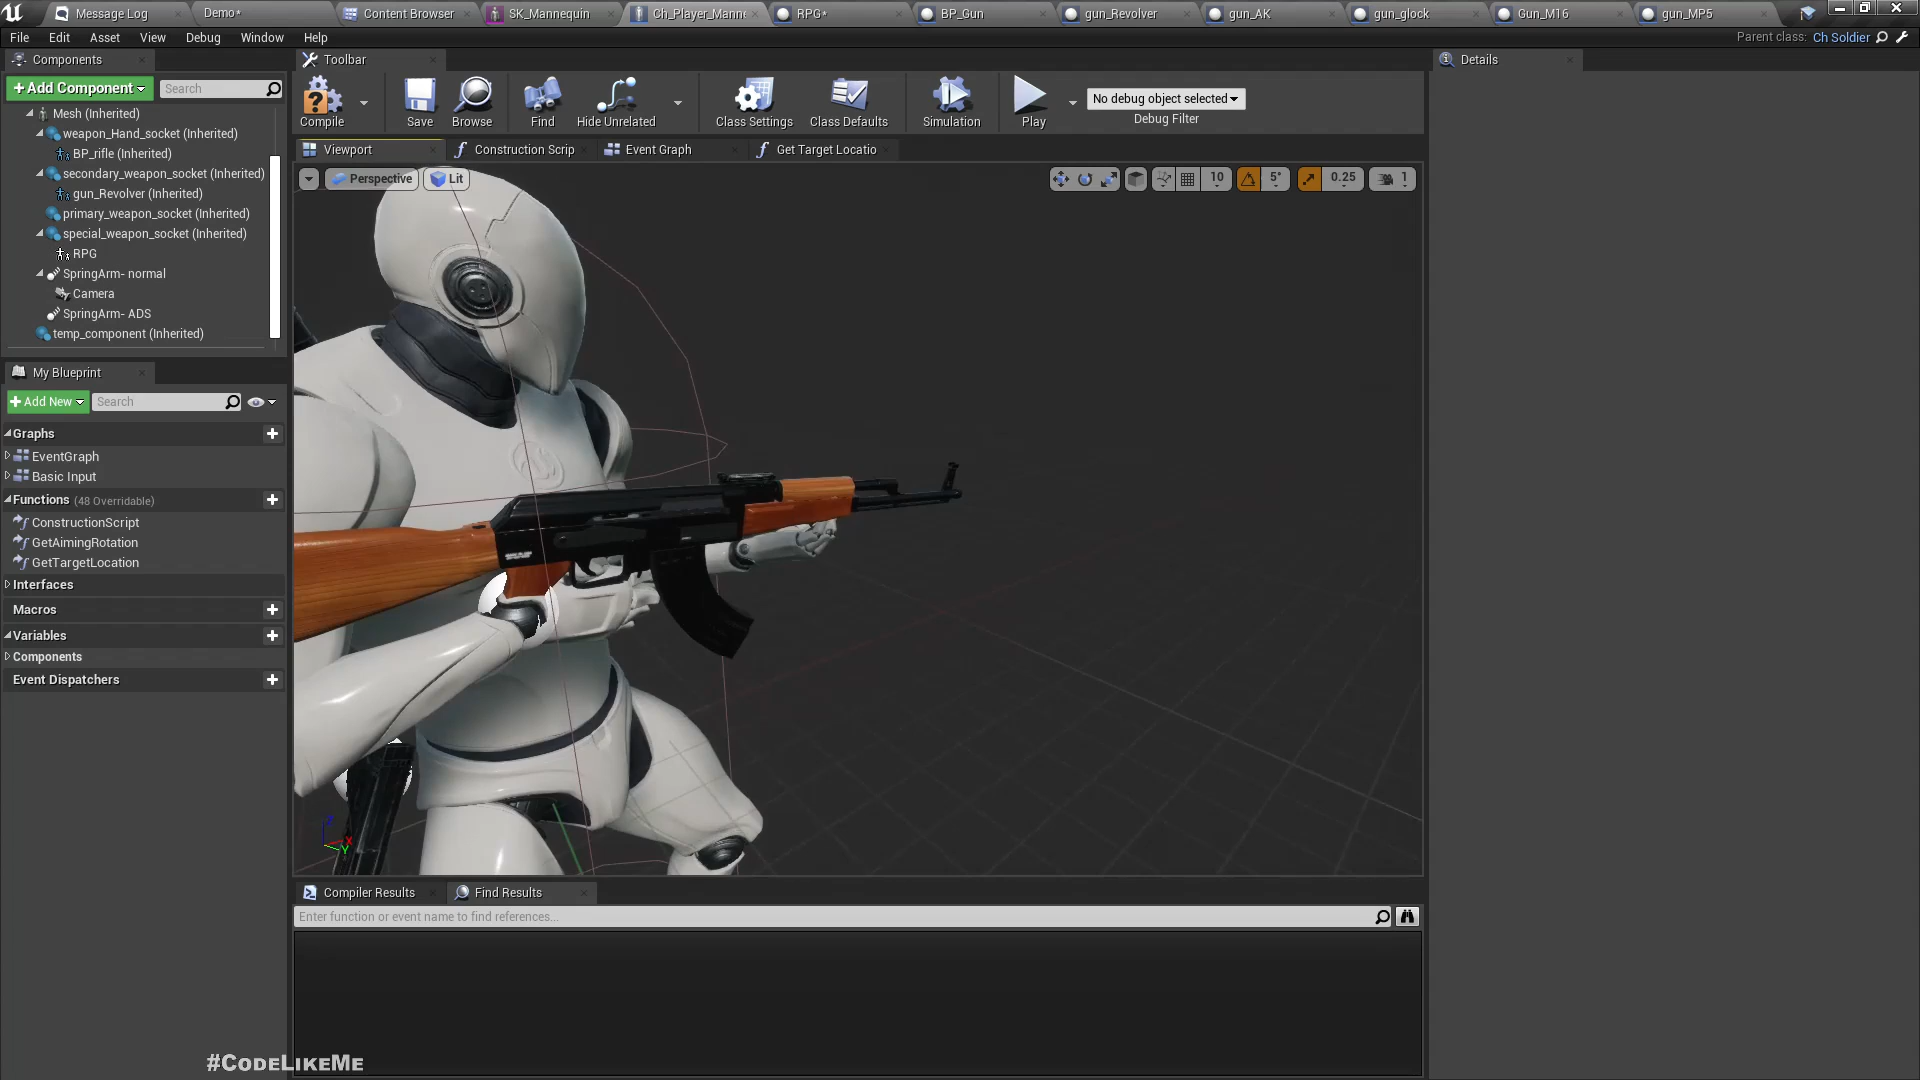 Message Log
Demo*
Content Browser
SK_Mannequin
Ch_Player_Manne
RPG*
BP_Gun
gun_Revolver
gun_AK
gun_glock
Gun_M16
gun_MP5
File Edit Asset View Debug Window Help
Parent class: Ch Soldier
Components
Toolbar
Details
+ Add Component
Search
Mesh (Inherited)
weapon_Hand_socket (Inherited)
BP_rifle (Inherited)
secondary_weapon_socket (Inherited)
gun_Revolver (Inherited)
primary_weapon_socket (Inherited)
special_weapon_socket (Inherited)
RPG
SpringArm- normal
Camera
SpringArm- ADS
temp_component (Inherited)
Compile
Save
Browse
Find
Hide Unrelated
Class Settings
Class Defaults
Simulation
Play
No debug object selected
Debug Filter
Viewport
Construction Scrip
Event Graph
Get Target Locatio
Perspective
Lit
10
5°
0.25
1
My Blueprint
+ Add New
Search
Graphs
EventGraph
Basic Input
Functions (48 Overridable)
ConstructionScript
GetAimingRotation
GetTargetLocation
Interfaces
Macros
Variables
Components
Event Dispatchers
X
Y
Compiler Results
Find Results
Enter function or event name to find references...
#CodeLikeMe